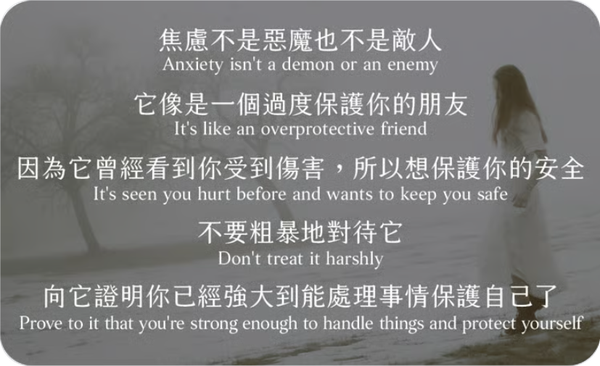 焦慮不是惡魔也不是敵人
Anxiety isn't a demon or an enemy
它像是一個過度保護你的朋友
It's like an overprotective friend
因為它曾經看到你受到傷害，所以想保護你的安全
It's seen you hurt before and wants to keep you safe
不要粗暴地對待它
Don't treat it harshly
向它證明你已經強大到能處理事情保護自己了
Prove to it that you're strong enough to handle things and protect yourself